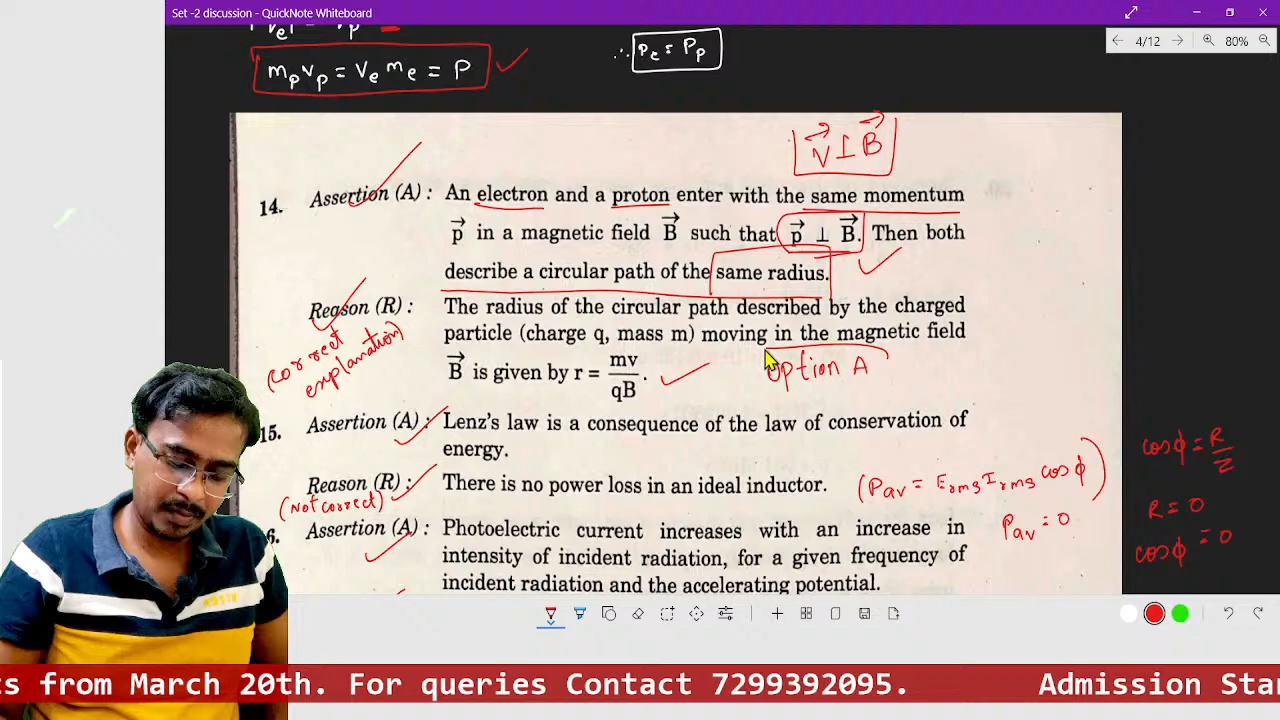 Set -2 discussion - QuickNote Whiteboard
4/12
80%
m_p v_p = v_e m_e = P
∴ p_e = P_p
v⃗ ⊥ B⃗
14. Assertion (A) : An electron and a proton enter with the same momentum
p⃗ in a magnetic field B⃗ such that p⃗ ⊥ B⃗. Then both
describe a circular path of the same radius.
Reason (R) : The radius of the circular path described by the charged
particle (charge q, mass m) moving in the magnetic field
B⃗ is given by r = mv/qB.
(correct
explanation)
Option A
15. Assertion (A) : Lenz's law is a consequence of the law of conservation of
energy.
Reason (R) : There is no power loss in an ideal inductor.
(Not correct)
(P_av = E_rms I_rms cosϕ)
P_av = 0
cosϕ = R/Z
R = 0
cosϕ = 0
6. Assertion (A) : Photoelectric current increases with an increase in
intensity of incident radiation, for a given frequency of
incident radiation and the accelerating potential.
ts from March 20th. For queries Contact 7299392095. Admission Star